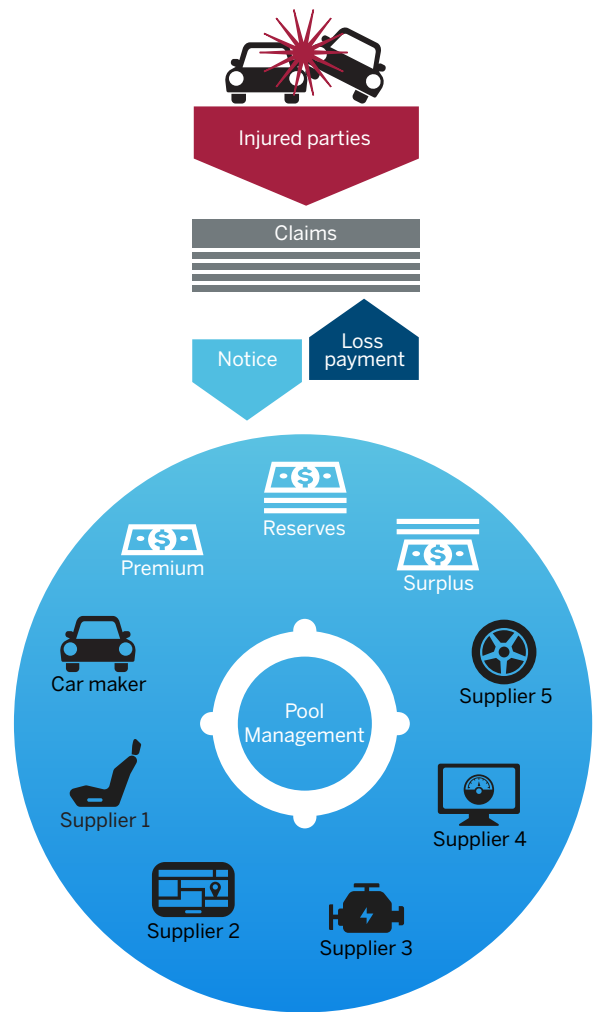 Injured parties
Claims
Notice
Loss
payment
Reserves
Premium
Surplus
Car maker
Supplier 5
Pool
Management
Supplier 1
Supplier 4
Supplier 2
Supplier 3